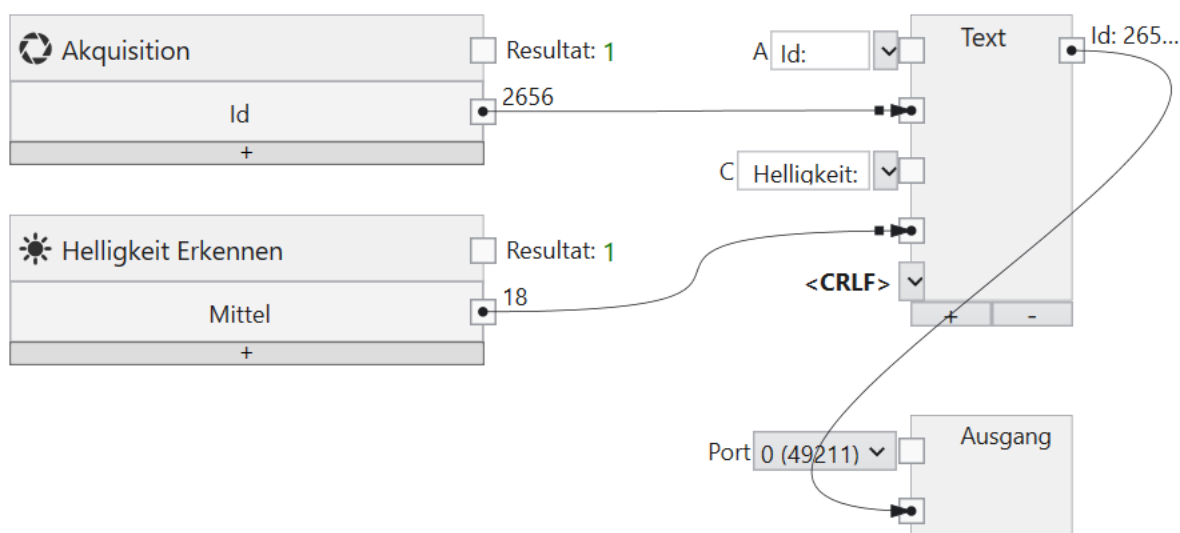 Akquisition
Resultat: 1
Id
2656
+
Helligkeit Erkennen
Resultat: 1
Mittel
18
+
Text
A Id:
Id: 265...
C Helligkeit:
<CRLF>
+ -
Ausgang
Port 0 (49211)